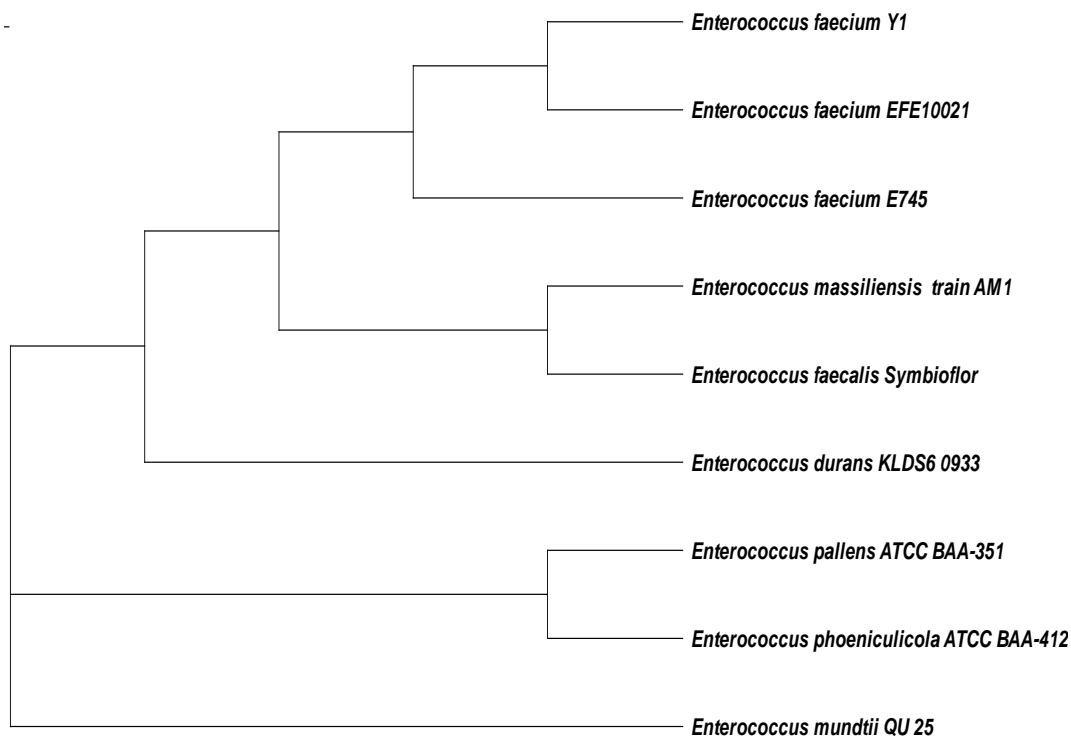 Enterococcus faecium Y1
Enterococcus faecium EFE10021
Enterococcus faecium E745
Enterococcus massiliensis train AM1
Enterococcus faecalis Symbioflor
Enterococcus durans KLDS6 0933
Enterococcus pallens ATCC BAA-351
Enterococcus phoeniculicola ATCC BAA-412
Enterococcus mundtii QU 25